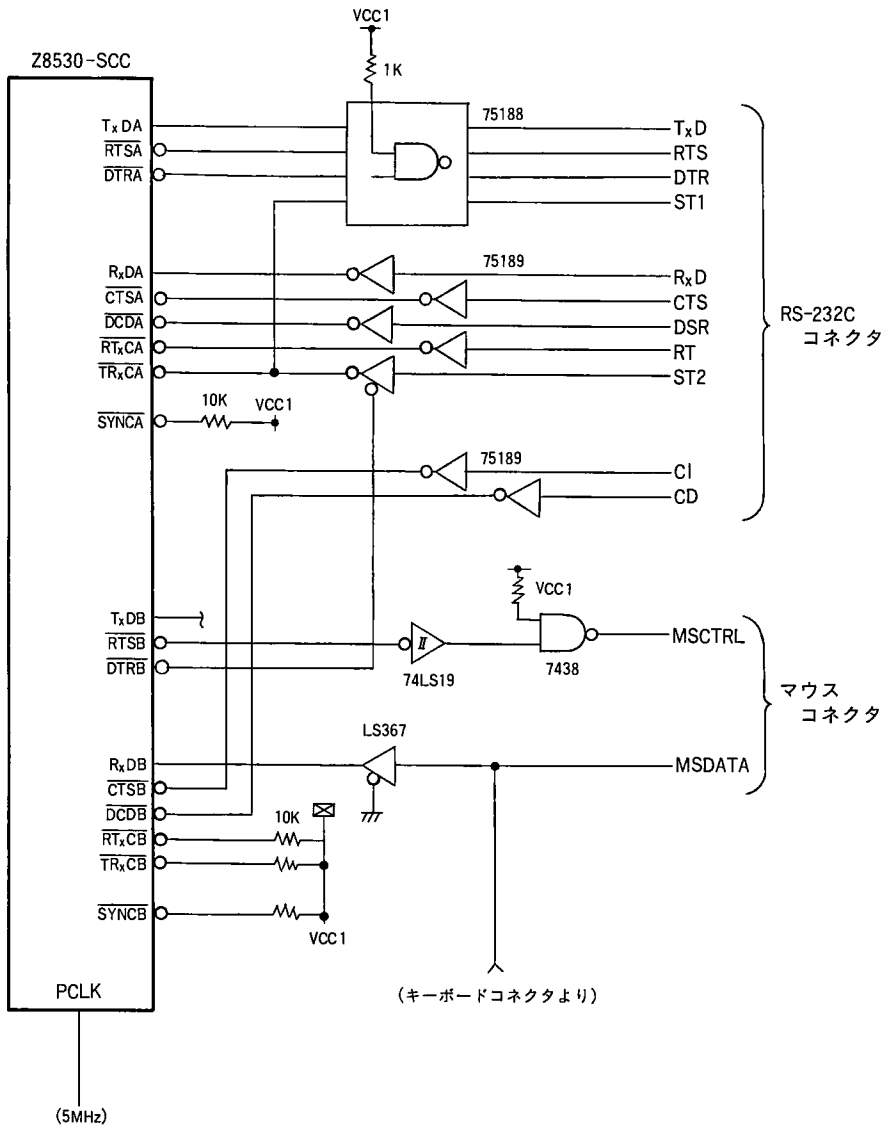 VCC1
1K
Z8530-SCC
75188
TxDA
TxD
RTSA
RTS
DTRA
DTR
ST1
RxDA
75189
RxD
CTSA
CTS
DCDA
DSR
RTxCA
RT
TRxCA
ST2
RS-232C
コネクタ
10K
VCC1
SYNCA
75189
CI
CD
VCC1
TxDB
RTSB
II
MSCTRL
DTRB
74LS19
7438
マウス
コネクタ
LS367
RxDB
MSDATA
CTSB
DCDB
10K
RTxCB
TRxCB
SYNCB
VCC1
PCLK
(キーボードコネクタより)
(5MHz)